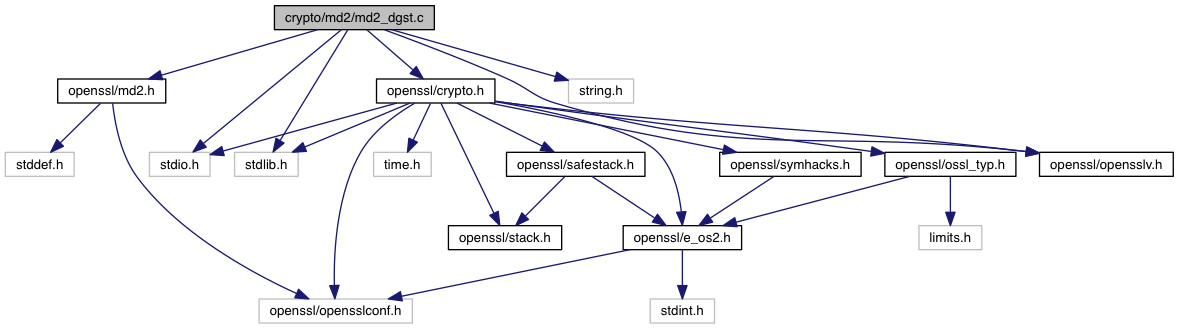 crypto/md2/md2_dgst.c
openssl/md2.h
openssl/crypto.h
string.h
stddef.h
stdio.h
stdlib.h
time.h
openssl/safestack.h
openssl/symhacks.h
openssl/ossl_typ.h
openssl/opensslv.h
openssl/stack.h
openssl/e_os2.h
limits.h
openssl/opensslconf.h
stdint.h